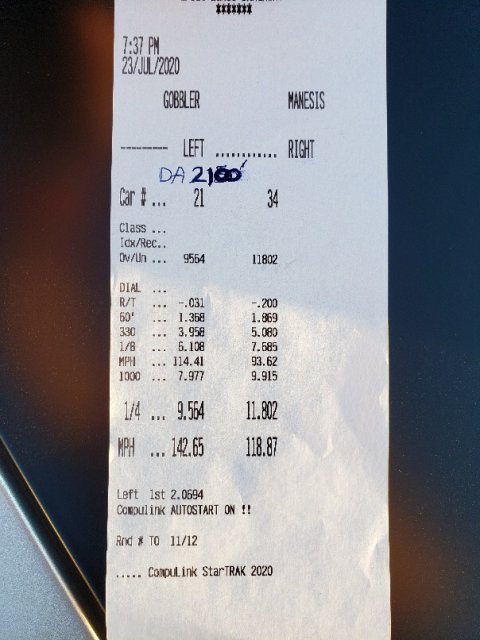 ******
7:37 PM
23/JUL/2020
GOBBLER MANESIS
--------- LEFT ............ RIGHT
DA 2100'
Car # ... 21 34
Class ...
Idx/Rec..
Ov/Un ... 9564 11802
DIAL ...
R/T ... -.031 -.200
60' ... 1.368 1.869
330 ... 3.958 5.080
1/8 ... 6.108 7.685
MPH ... 114.41 93.62
1000 ... 7.977 9.915
1/4 ... 9.564 11.802
MPH ... 142.65 118.87
Left 1st 2.0694
Compulink AUTOSTART ON !!
Rnd # TO 11/12
..... CompuLink StarTRAK 2020